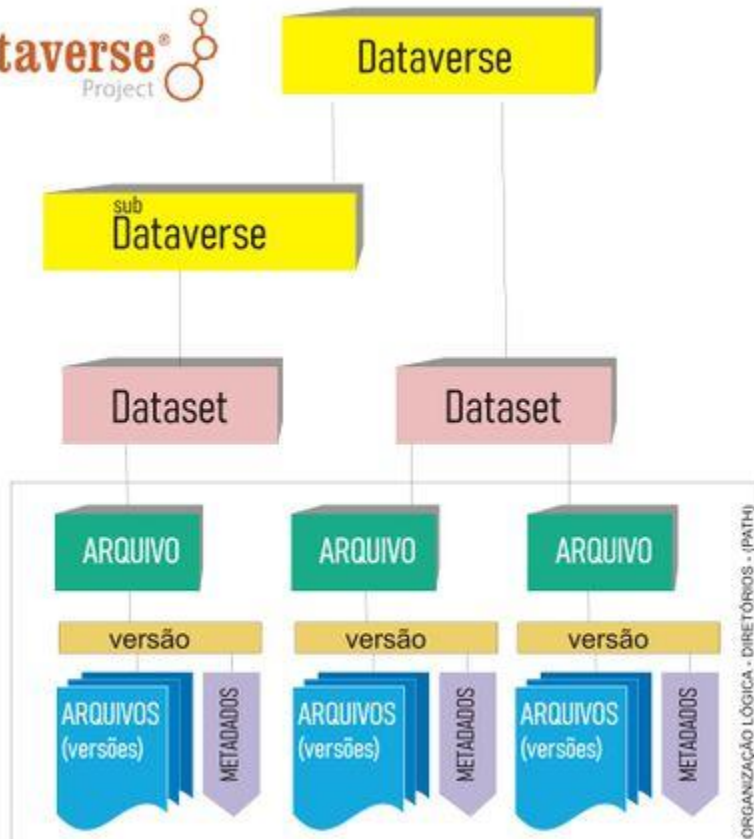 taverse®
Project
Dataverse
sub
Dataverse
Dataset
Dataset
ARQUIVO
ARQUIVO
ARQUIVO
versão
versão
versão
ARQUIVOS
(versões)
METADADOS
ARQUIVOS
(versões)
METADADOS
ARQUIVOS
(versões)
METADADOS
ORGANIZAÇÃO LÓGICA - DIRETÓRIOS - (PATH)